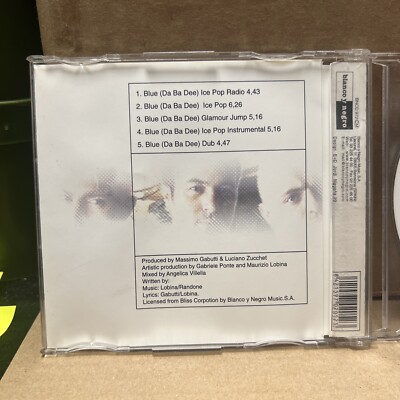 1. Blue (Da Ba Dee) Ice Pop Radio 4,43
2. Blue (Da Ba Dee) Ice Pop 6,26
3. Blue (Da Ba Dee) Glamour Jump 5,16
4. Blue (Da Ba Dee) Ice Pop Instrumental 5,16
5. Blue (Da Ba Dee) Dub 4,47
Produced by Massimo Gabutti & Luciano Zucchet
Artistic production by Gabriele Ponte and Maurizio Lobina
Mixed by Angelica Villella
Written by:
Music: Lobina/Randone
Lyrics: Gabutti/Lobina.
Licensed from Bliss Corpotion by Blanco y Negro Music.S.A.
blanco y negro